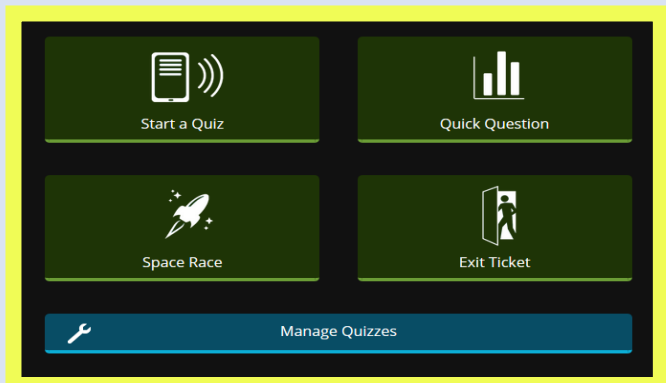 Start a Quiz
Quick Question
Space Race
Exit Ticket
Manage Quizzes